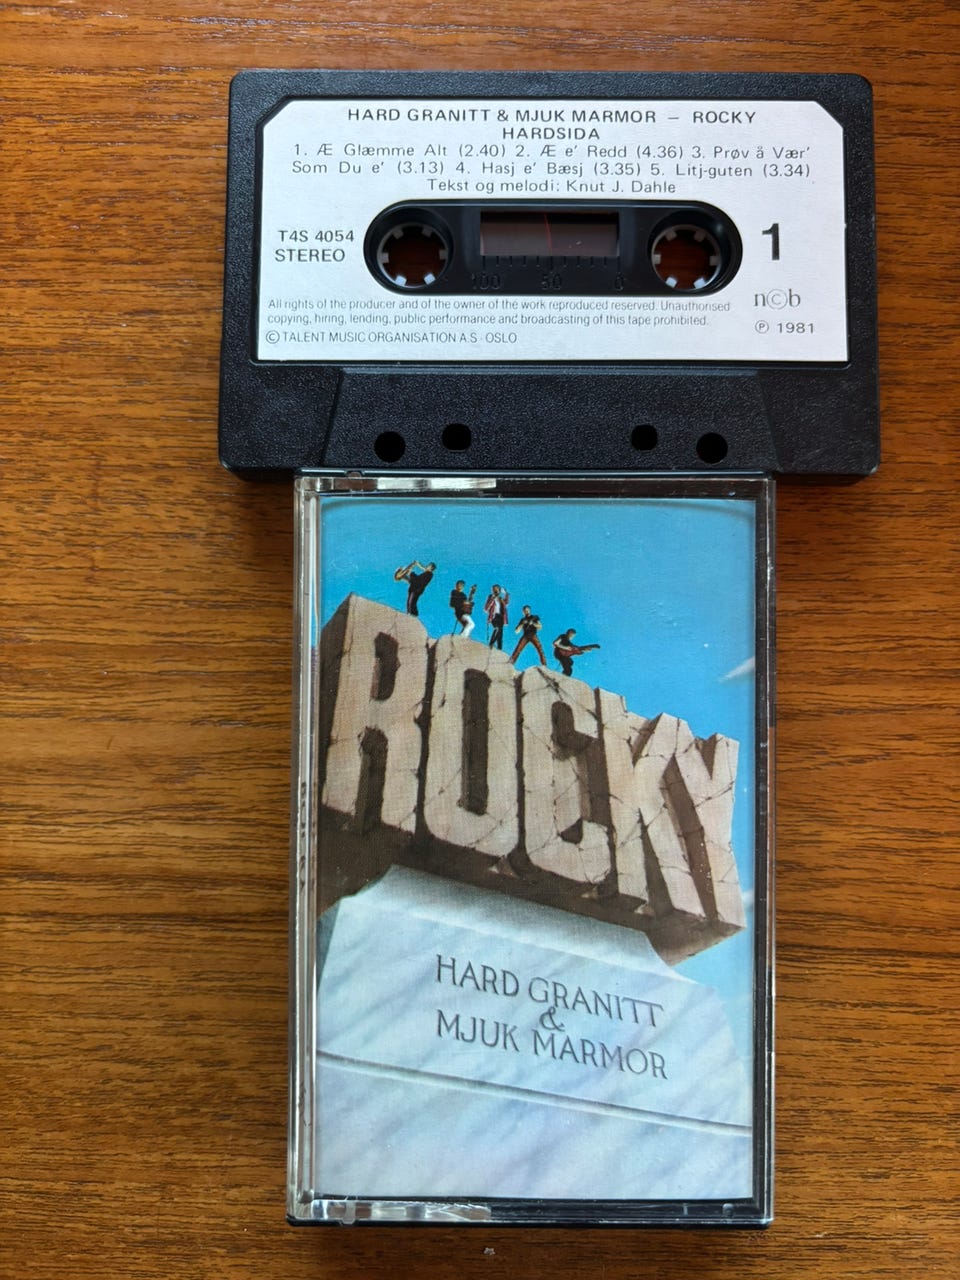 HARD GRANITT & MJUK MARMOR — ROCKY
HARDSIDA
1. Æ Glæmme Alt (2.40) 2. Æ e' Redd (4.36) 3. Prøv å Vær'
Som Du e' (3.13) 4. Hasj e' Bæsj (3.35) 5. Litj-guten (3.34)
Tekst og melodi: Knut J. Dahle
T4S 4054
STEREO
1
100 50 0
n©b
All rights of the producer and of the owner of the work reproduced reserved. Unauthorised
copying, hiring, lending, public performance and broadcasting of this tape prohibited.
℗ 1981
© TALENT MUSIC ORGANISATION A.S - OSLO
ROCKY
HARD GRANITT
&
MJUK MARMOR